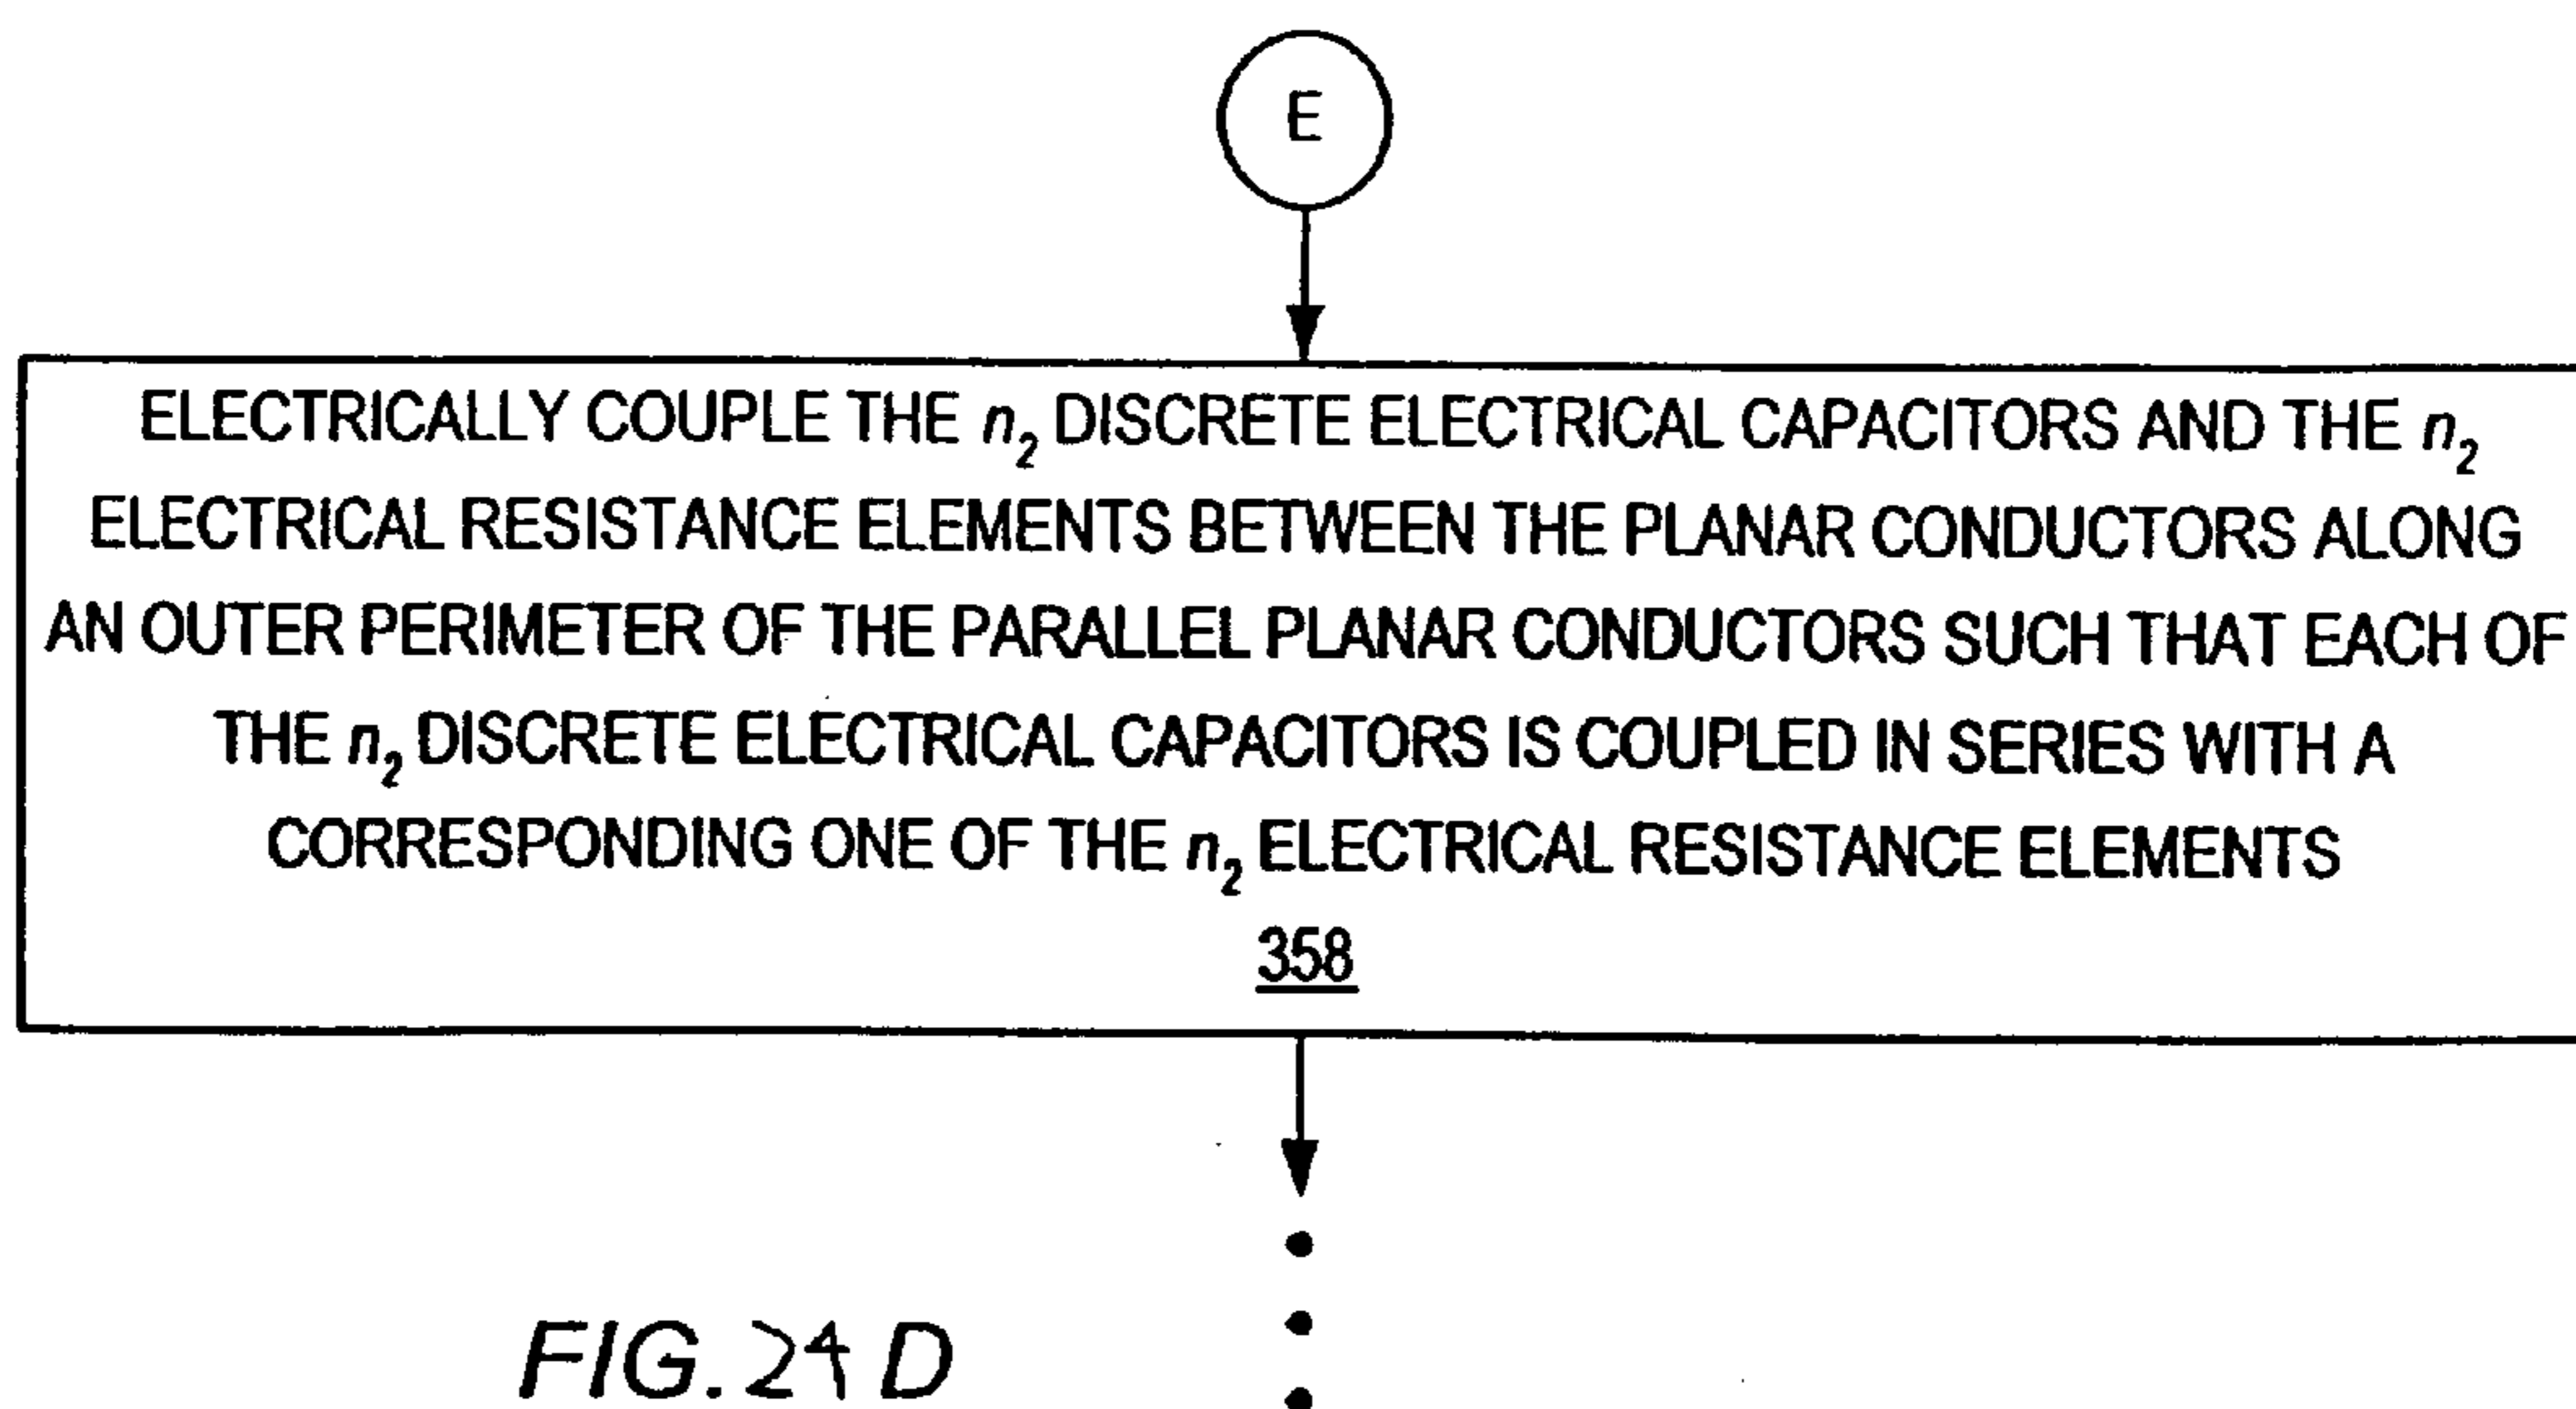 E
ELECTRICALLY COUPLE THE n₂ DISCRETE ELECTRICAL CAPACITORS AND THE n₂
ELECTRICAL RESISTANCE ELEMENTS BETWEEN THE PLANAR CONDUCTORS ALONG
AN OUTER PERIMETER OF THE PARALLEL PLANAR CONDUCTORS SUCH THAT EACH OF
THE n₂ DISCRETE ELECTRICAL CAPACITORS IS COUPLED IN SERIES WITH A
CORRESPONDING ONE OF THE n₂ ELECTRICAL RESISTANCE ELEMENTS
358
FIG. 24 D